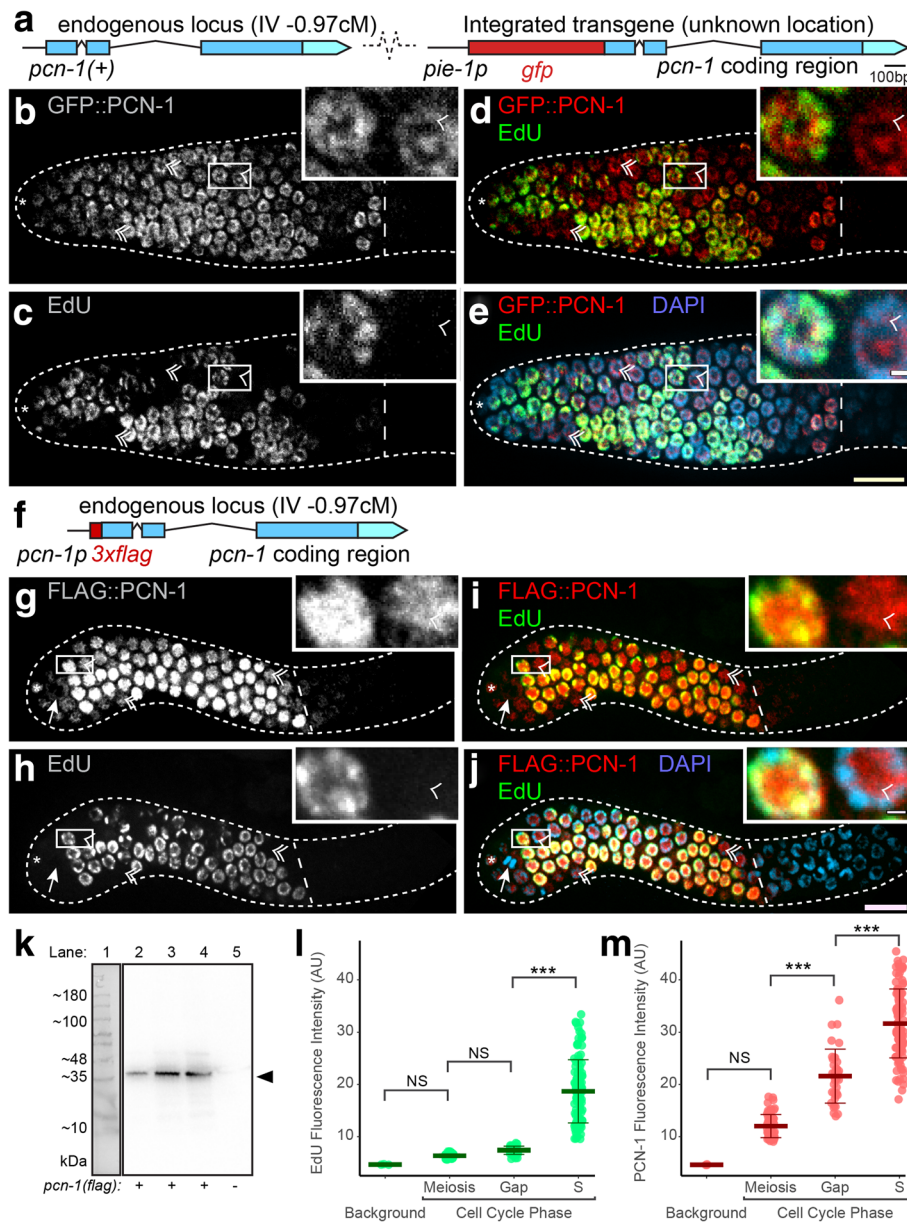 a
endogenous locus (IV -0.97cM)
Integrated transgene (unknown location)
pcn-1(+)
pie-1p
gfp
pcn-1 coding region
100bp
b GFP::PCN-1
*
d GFP::PCN-1
EdU
*
c EdU
*
e GFP::PCN-1 DAPI
EdU
*
f
endogenous locus (IV -0.97cM)
pcn-1p 3xflag
pcn-1 coding region
g FLAG::PCN-1
*
i FLAG::PCN-1
EdU
*
h EdU
*
j FLAG::PCN-1 DAPI
EdU
*
k
Lane: 1 2 3 4 5
~180
~100
~48
~35
~10
kDa
pcn-1(flag): + + + -
l
EdU Fluorescence Intensity (AU)
40
30
20
10
NS
NS
***
Meiosis Gap S
Background Cell Cycle Phase
m
PCN-1 Fluorescence Intensity (AU)
40
30
20
10
NS
***
***
Meiosis Gap S
Background Cell Cycle Phase